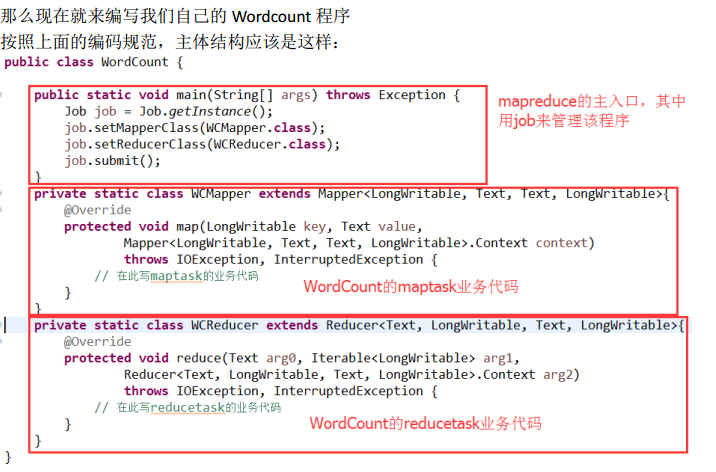 那么现在就来编写我们自己的 Wordcount 程序
按照上面的编码规范，主体结构应该是这样：
public class WordCount {
public static void main(String[] args) throws Exception {
Job job = Job.getInstance();
job.setMapperClass(WCMapper.class);
job.setReducerClass(WCReducer.class);
job.submit();
}
mapreduce的主入口，其中
用job来管理该程序
private static class WCMapper extends Mapper<LongWritable, Text, Text, LongWritable>{
@Override
protected void map(LongWritable key, Text value,
Mapper<LongWritable, Text, Text, LongWritable>.Context context)
throws IOException, InterruptedException {
// 在此写maptask的业务代码
}
WordCount的maptask业务代码
}
private static class WCReducer extends Reducer<Text, LongWritable, Text, LongWritable>{
@Override
protected void reduce(Text arg0, Iterable<LongWritable> arg1,
Reducer<Text, LongWritable, Text, LongWritable>.Context arg2)
throws IOException, InterruptedException {
// 在此写reducetask的业务代码
}
WordCount的reducetask业务代码
}
}